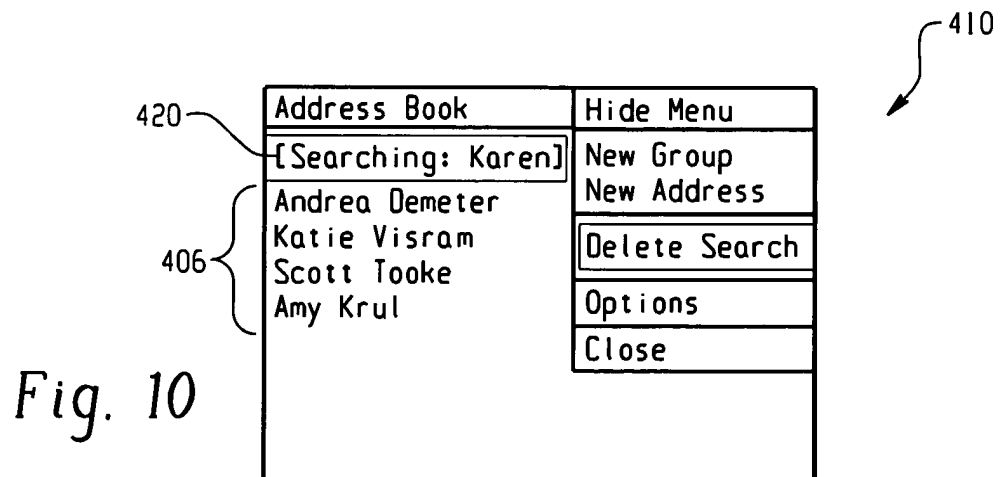 410
Address Book
Hide Menu
420
[Searching: Karen]
New Group
New Address
Andrea Demeter
Katie Visram
Delete Search
406
Scott Tooke
Amy Krul
Options
Close
Fig. 10